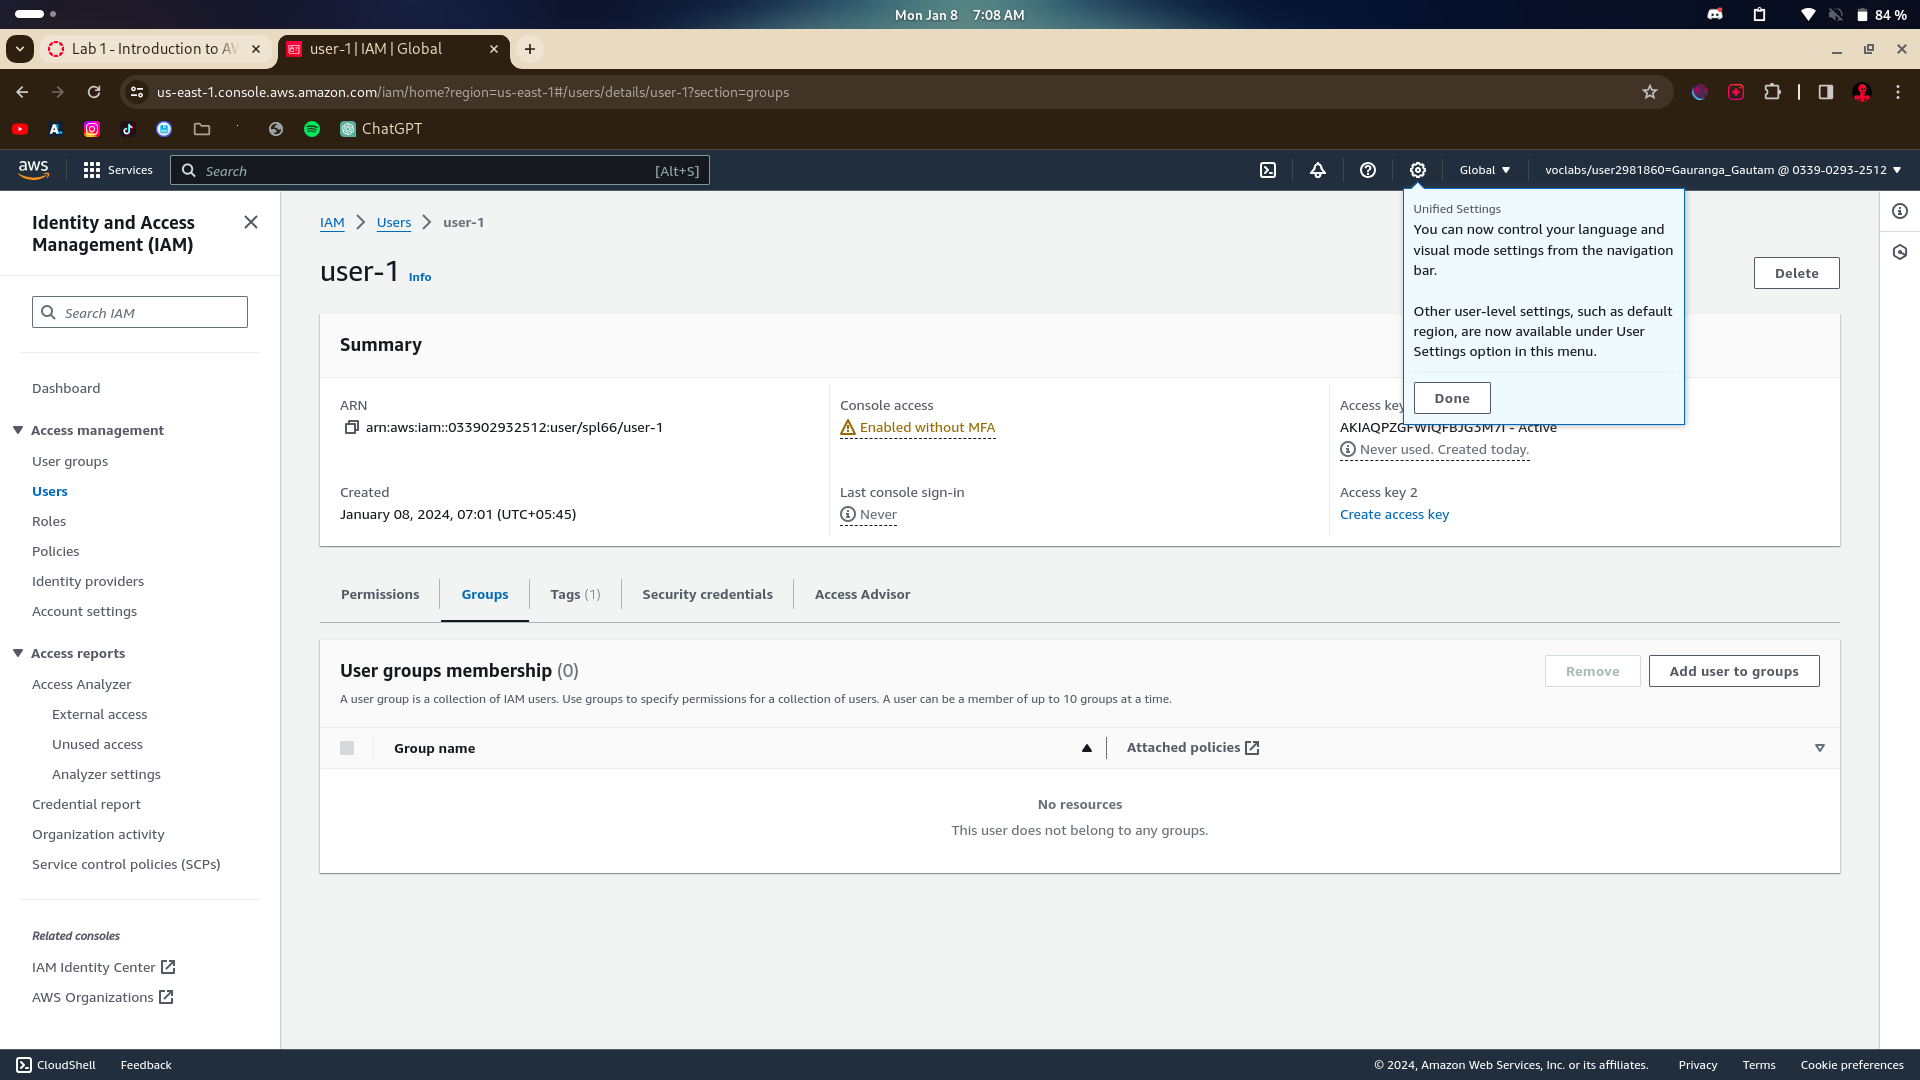 Mon Jan 8 7:08 AM
84 %
Lab 1 - Introduction to AW
user-1 | IAM | Global
us-east-1.console.aws.amazon.com/iam/home?region=us-east-1#/users/details/user-1?section=groups
ChatGPT
aws
Services
Search
[Alt+S]
Global
voclabs/user2981860=Gauranga_Gautam @ 0339-0293-2512
Identity and Access
Management (IAM)
Search IAM
Dashboard
Access management
User groups
Users
Roles
Policies
Identity providers
Account settings
Access reports
Access Analyzer
External access
Unused access
Analyzer settings
Credential report
Organization activity
Service control policies (SCPs)
Related consoles
IAM Identity Center
AWS Organizations
IAM
Users
user-1
user-1 Info
Delete
Unified Settings
You can now control your language and
visual mode settings from the navigation
bar.
Other user-level settings, such as default
region, are now available under User
Settings option in this menu.
Done
Summary
ARN
arn:aws:iam::033902932512:user/spl66/user-1
Console access
Enabled without MFA
Access key
- Active
Never used. Created today.
Created
January 08, 2024, 07:01 (UTC+05:45)
Last console sign-in
Never
Access key 2
Create access key
Permissions
Groups
Tags (1)
Security credentials
Access Advisor
User groups membership (0)
Remove
Add user to groups
A user group is a collection of IAM users. Use groups to specify permissions for a collection of users. A user can be a member of up to 10 groups at a time.
Group name
Attached policies
No resources
This user does not belong to any groups.
CloudShell
Feedback
© 2024, Amazon Web Services, Inc. or its affiliates.
Privacy
Terms
Cookie preferences